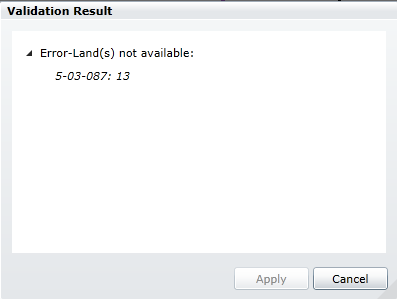 Validation Result
Error-Land(s) not available:
5-03-087: 13
Apply
Cancel